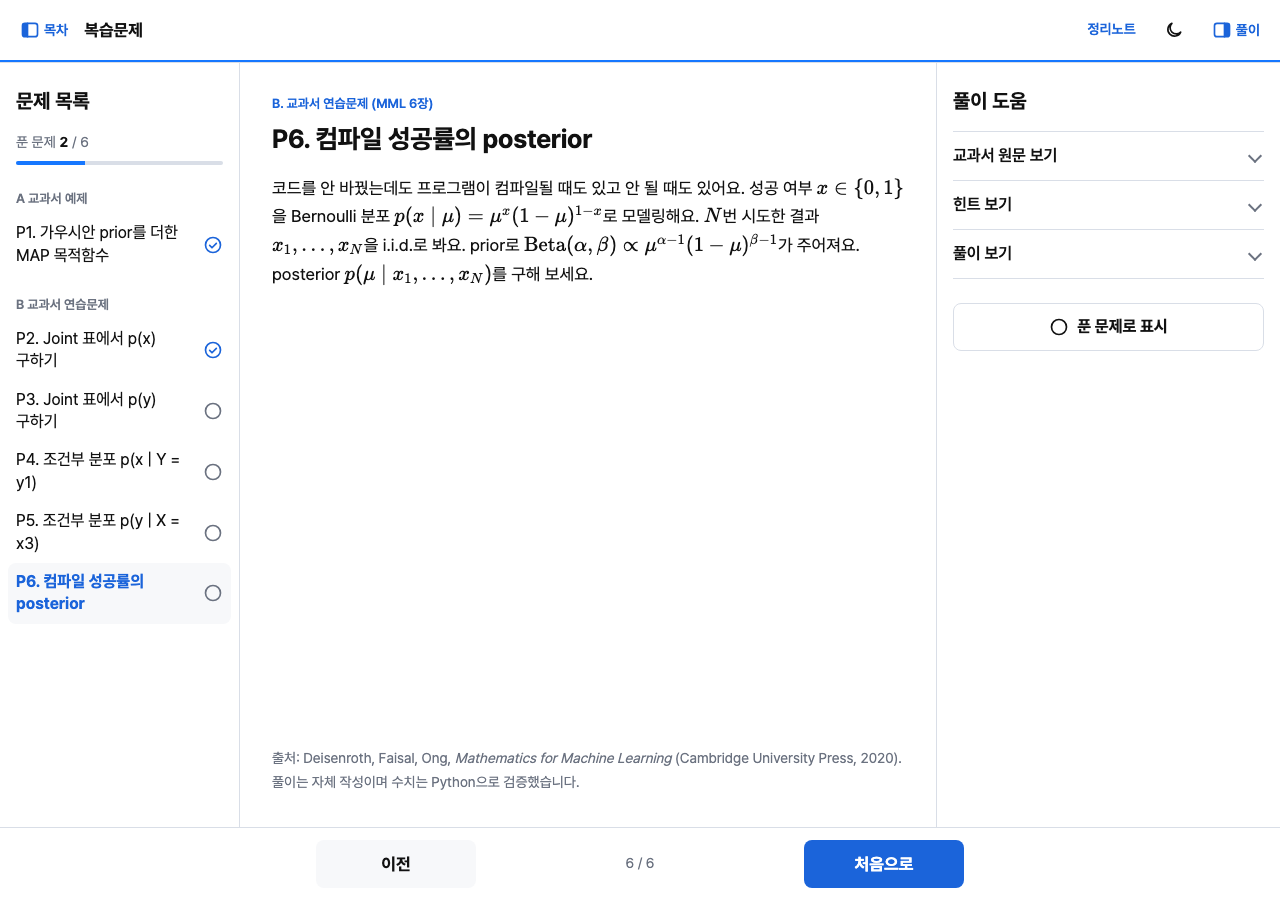 목차 복습문제 정리노트 풀이
문제 목록
푼 문제 2 / 6
A 교과서 예제
P1. 가우시안 prior를 더한
MAP 목적함수
B 교과서 연습문제
P2. Joint 표에서 p(x)
구하기
P3. Joint 표에서 p(y)
구하기
P4. 조건부 분포 p(x | Y =
y1)
P5. 조건부 분포 p(y | X =
x3)
P6. 컴파일 성공률의
posterior
B. 교과서 연습문제 (MML 6장)
P6. 컴파일 성공률의 posterior
코드를 안 바꿨는데도 프로그램이 컴파일될 때도 있고 안 될 때도 있어요. 성공 여부 x ∈ {0, 1}
을 Bernoulli 분포 p(x | μ) = μ^x(1 − μ)^{1−x}로 모델링해요. N번 시도한 결과
x_1, . . . , x_N을 i.i.d.로 봐요. prior로 Beta(α, β) ∝ μ^{α−1}(1 − μ)^{β−1}가 주어져요.
posterior p(μ | x_1, . . . , x_N)를 구해 보세요.
출처: Deisenroth, Faisal, Ong, Mathematics for Machine Learning (Cambridge University Press, 2020).
풀이는 자체 작성이며 수치는 Python으로 검증했습니다.
풀이 도움
교과서 원문 보기
힌트 보기
풀이 보기
푼 문제로 표시
이전 6 / 6 처음으로